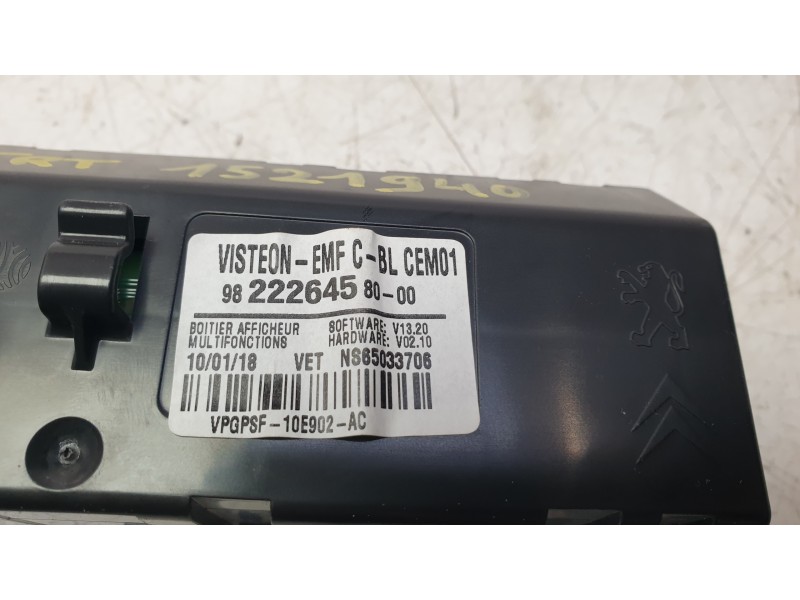 1521940
VISTEON-EMF C-BL CEM01
98 222645 80-00
BOITIER AFFICHEUR SOFTWARE: V13.20
MULTIFONCTIONS HARDWARE: V02.10
10/01/18 VET NS65033706
VPGPSF-10E902-AC